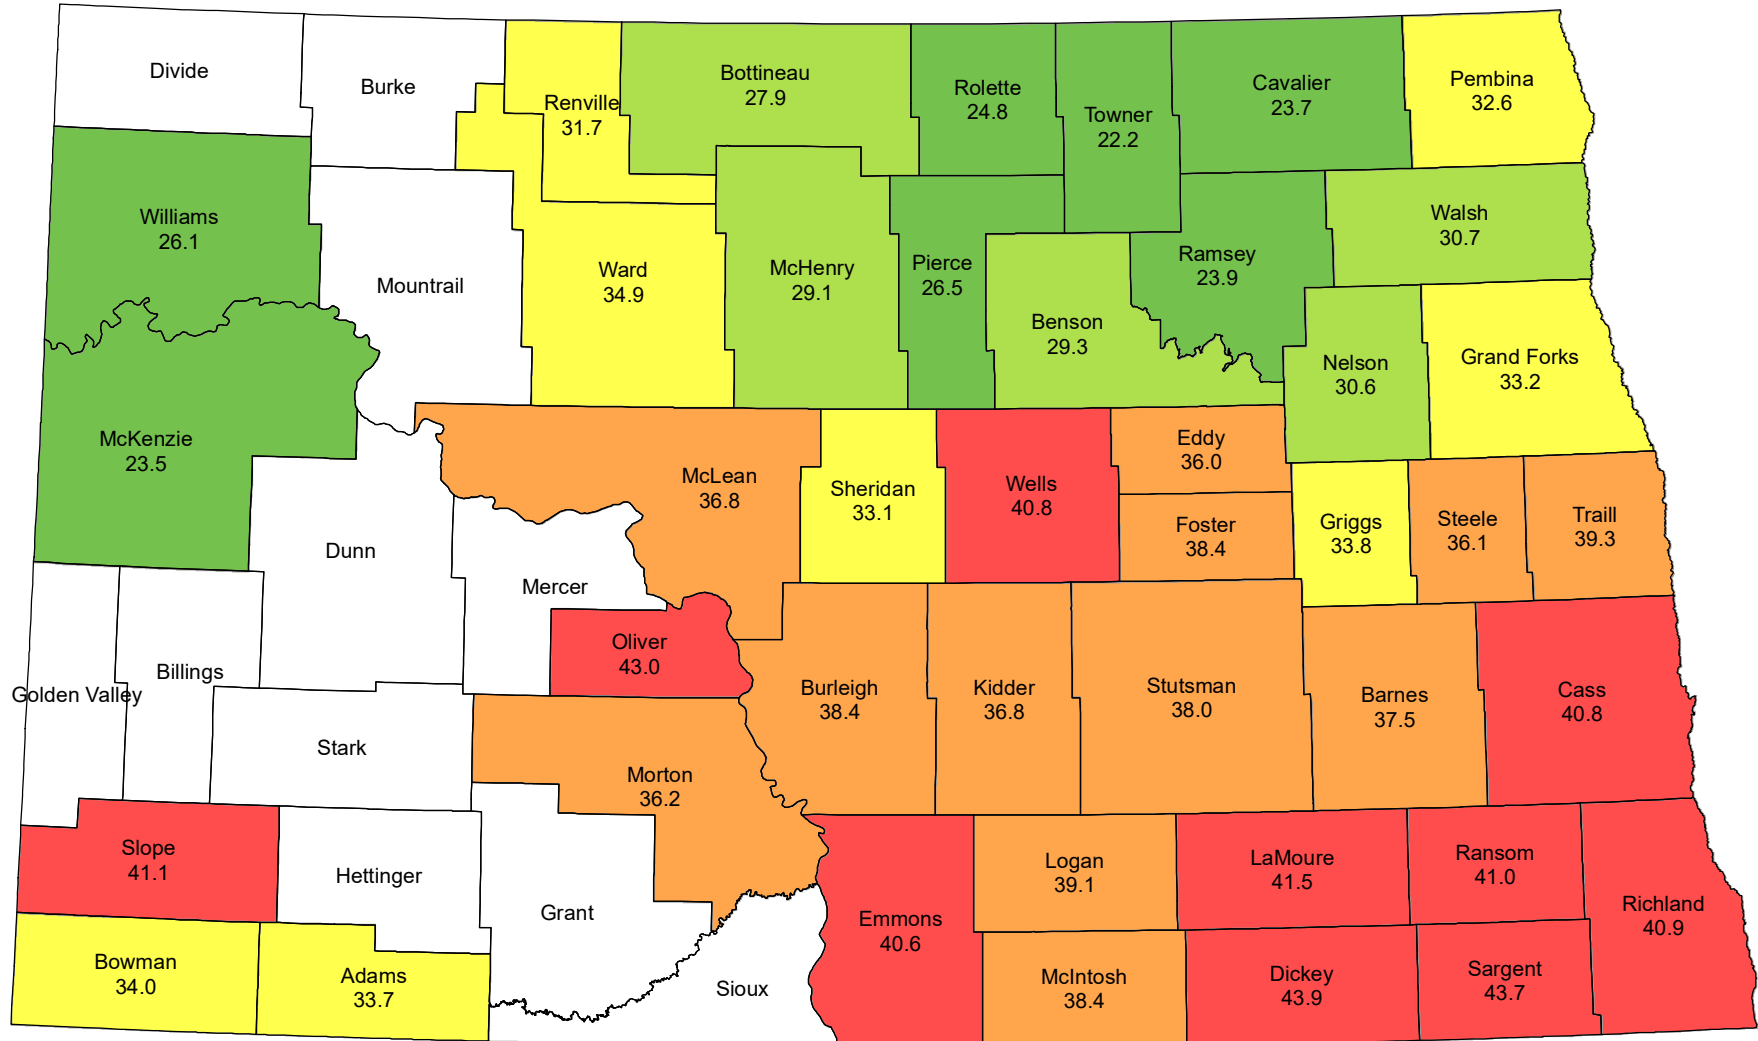 Divide
Burke
Renville
31.7
Bottineau
27.9
Rolette
24.8
Towner
22.2
Cavalier
23.7
Pembina
32.6
Williams
26.1
Mountrail
Ward
34.9
McHenry
29.1
Pierce
26.5
Benson
29.3
Ramsey
23.9
Walsh
30.7
Nelson
30.6
Grand Forks
33.2
McKenzie
23.5
Dunn
McLean
36.8
Sheridan
33.1
Wells
40.8
Eddy
36.0
Foster
38.4
Griggs
33.8
Steele
36.1
Traill
39.3
Mercer
Oliver
43.0
Golden Valley
Billings
Stark
Morton
36.2
Burleigh
38.4
Kidder
36.8
Stutsman
38.0
Barnes
37.5
Cass
40.8
Slope
41.1
Hettinger
Grant
Emmons
40.6
Logan
39.1
LaMoure
41.5
Ransom
41.0
Richland
40.9
Bowman
34.0
Adams
33.7
Sioux
McIntosh
38.4
Dickey
43.9
Sargent
43.7